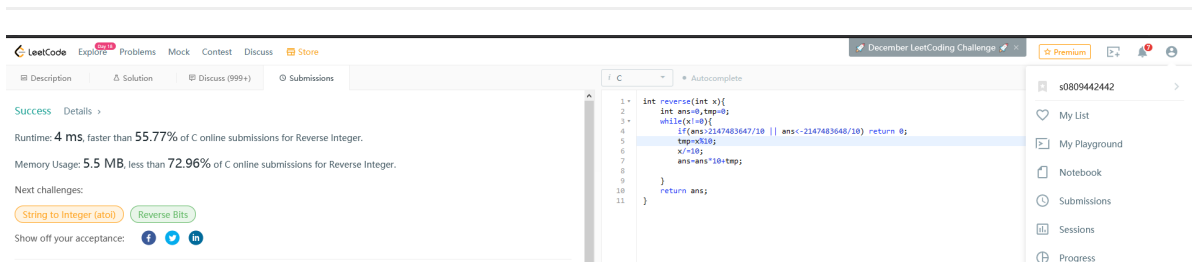 LeetCode Explore Day 18 Problems Mock Contest Discuss Store December LeetCoding Challenge × Premium 7
Description Solution Discuss (999+) Submissions
i C Autocomplete
Success Details ›
Runtime: 4 ms, faster than 55.77% of C online submissions for Reverse Integer.
Memory Usage: 5.5 MB, less than 72.96% of C online submissions for Reverse Integer.
Next challenges:
String to Integer (atoi) Reverse Bits
Show off your acceptance:
1 int reverse(int x){
2 int ans=0,tmp=0;
3 while(x!=0){
4 if(ans>2147483647/10 || ans<-2147483648/10) return 0;
5 tmp=x%10;
6 x/=10;
7 ans=ans*10+tmp;
8
9 }
10 return ans;
11 }
s0809442442
My List
My Playground
Notebook
Submissions
Sessions
Progress